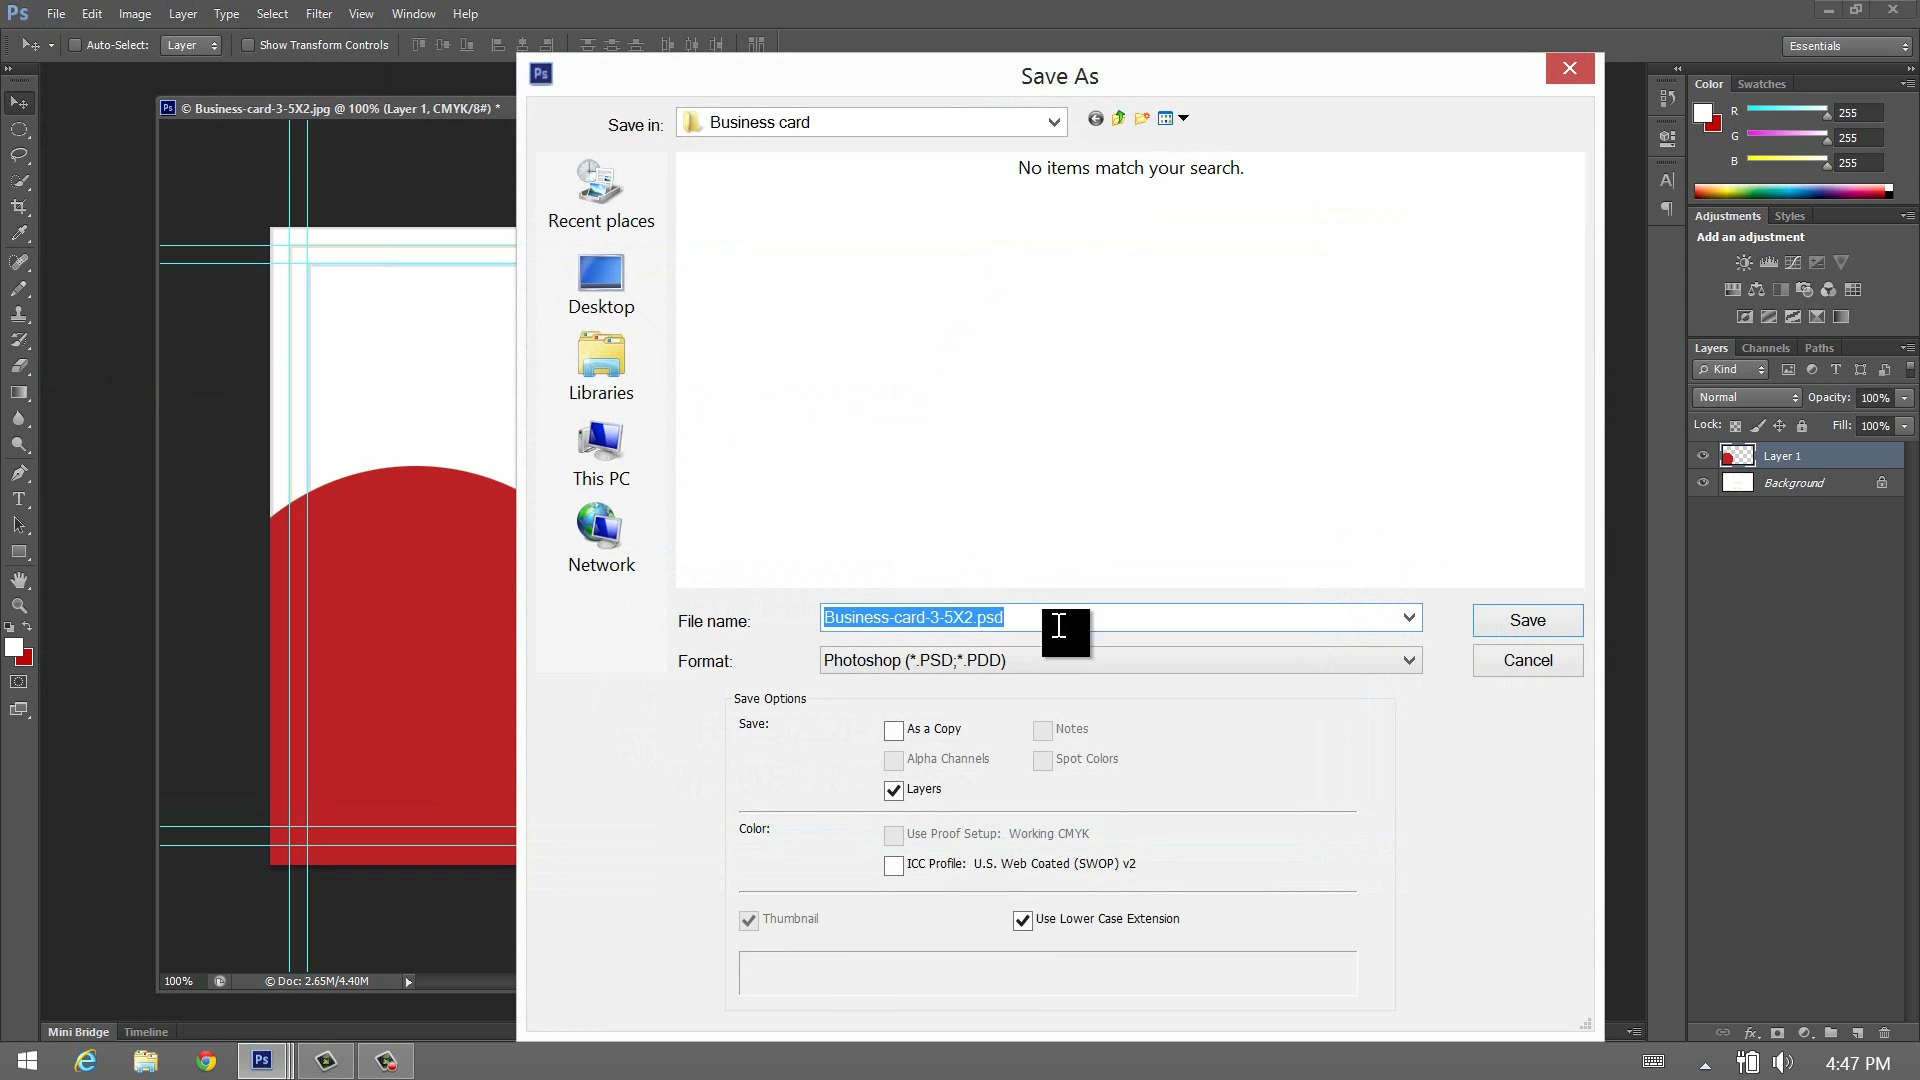 Ps File Edit Image Layer Type Select Filter View Window Help
Auto-Select: Layer Show Transform Controls Essentials
Ps Save As
© Business-card-3-5X2.jpg @ 100% (Layer 1, CMYK/8#) *
Save in: Business card
No items match your search.
Recent places
Desktop
Libraries
This PC
Network
File name: Business-card-3-5X2.psd Save
Format: Photoshop (*.PSD;*.PDD) Cancel
Save Options
Save: As a Copy Notes
Alpha Channels Spot Colors
Layers
Color: Use Proof Setup: Working CMYK
ICC Profile: U.S. Web Coated (SWOP) v2
Thumbnail Use Lower Case Extension
Color Swatches
R 255
G 255
B 255
Adjustments Styles
Add an adjustment
Layers Channels Paths
Kind
Normal Opacity: 100%
Lock: Fill: 100%
Layer 1
Background
100% © Doc: 2.65M/4.40M
Mini Bridge Timeline
Ps 4:47 PM